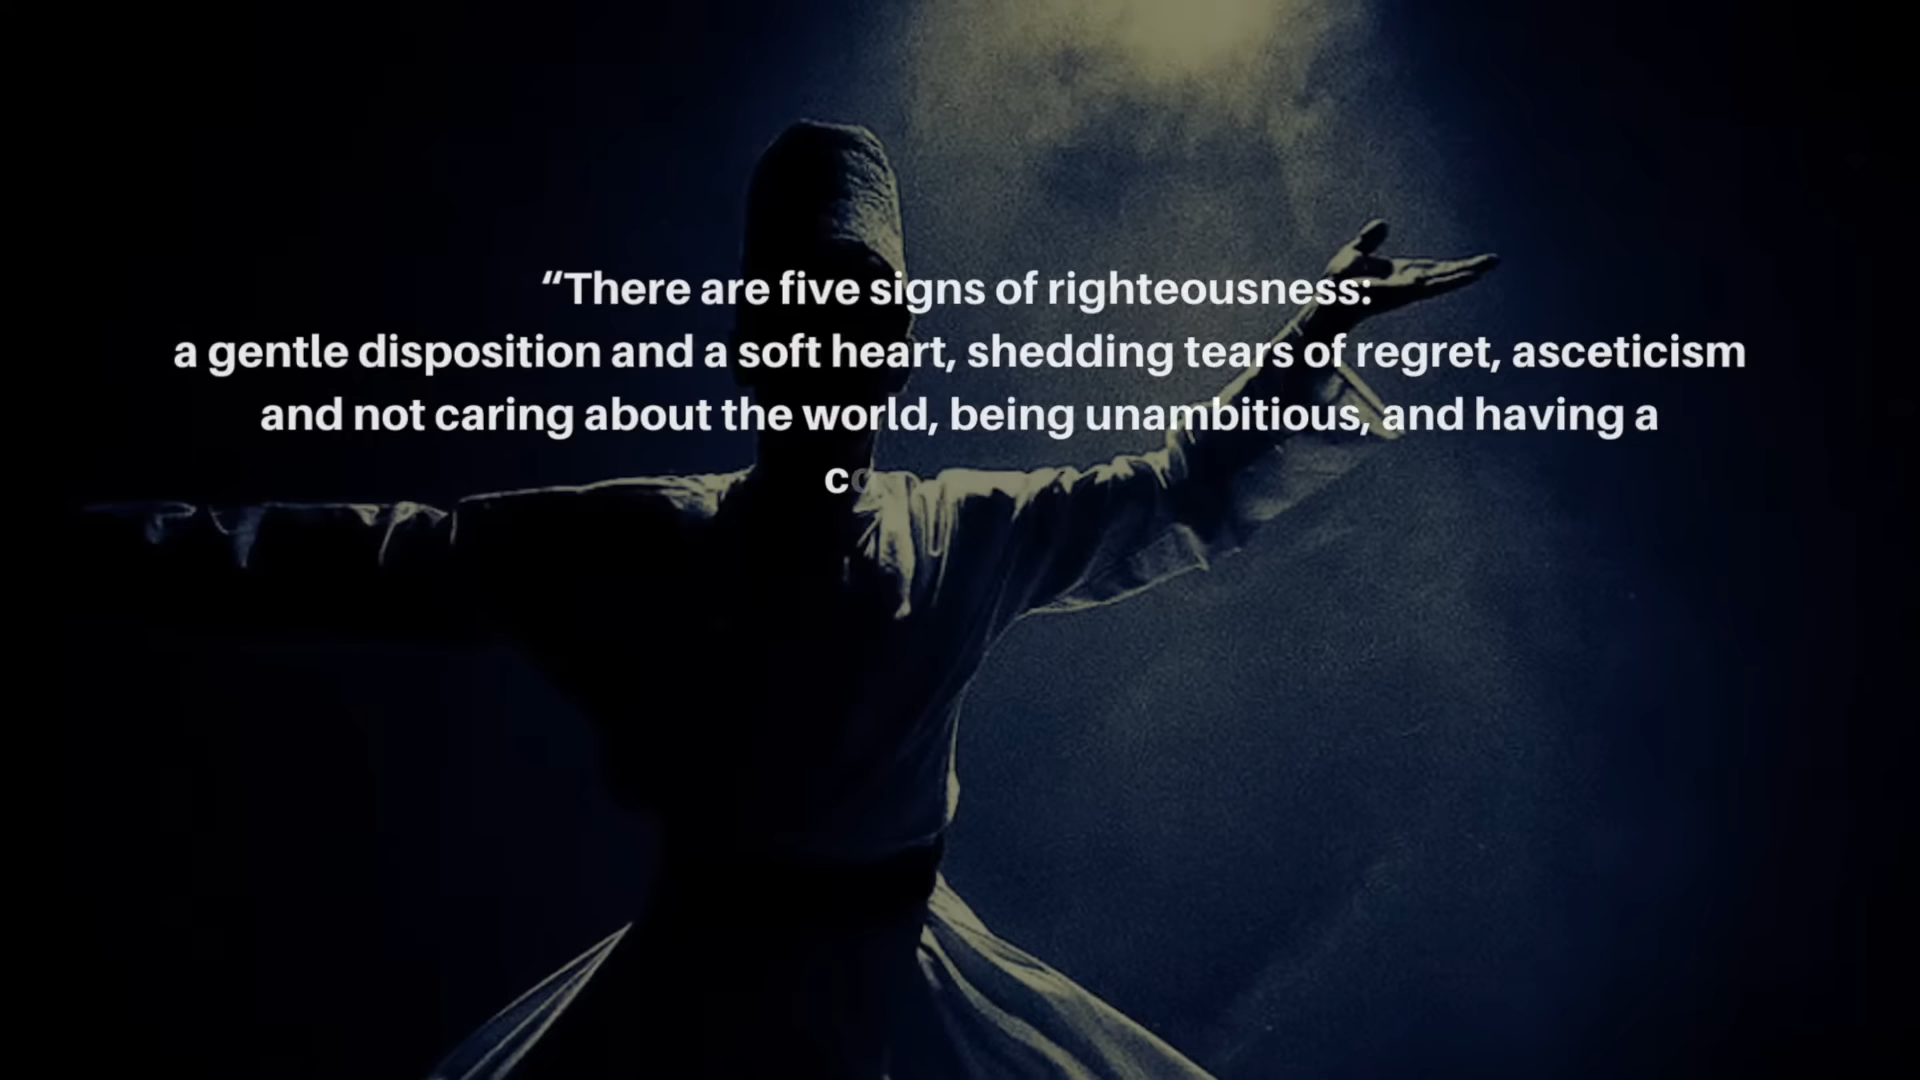 “There are five signs of righteousness:
a gentle disposition and a soft heart, shedding tears of regret, asceticism
and not caring about the world, being unambitious, and having a
co